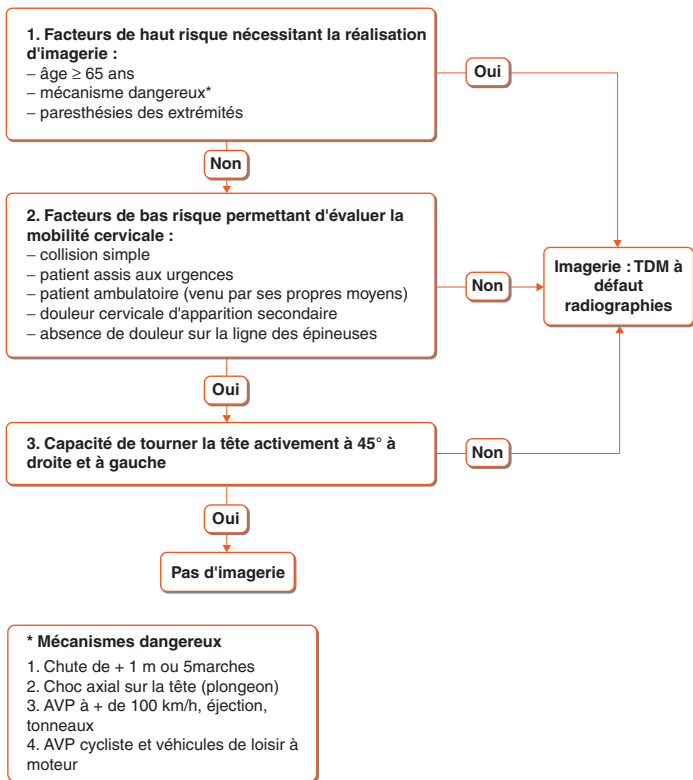 1. Facteurs de haut risque nécessitant la réalisation
d'imagerie :
– âge ≥ 65 ans
– mécanisme dangereux*
– paresthésies des extrémités
Oui
Non
2. Facteurs de bas risque permettant d'évaluer la
mobilité cervicale :
– collision simple
– patient assis aux urgences
– patient ambulatoire (venu par ses propres moyens)
– douleur cervicale d'apparition secondaire
– absence de douleur sur la ligne des épineuses
Non
Imagerie : TDM à
défaut
radiographies
Oui
3. Capacité de tourner la tête activement à 45° à
droite et à gauche
Non
Oui
Pas d'imagerie
* Mécanismes dangereux
1. Chute de + 1 m ou 5marches
2. Choc axial sur la tête (plongeon)
3. AVP à + de 100 km/h, éjection,
tonneaux
4. AVP cycliste et véhicules de loisir à
moteur